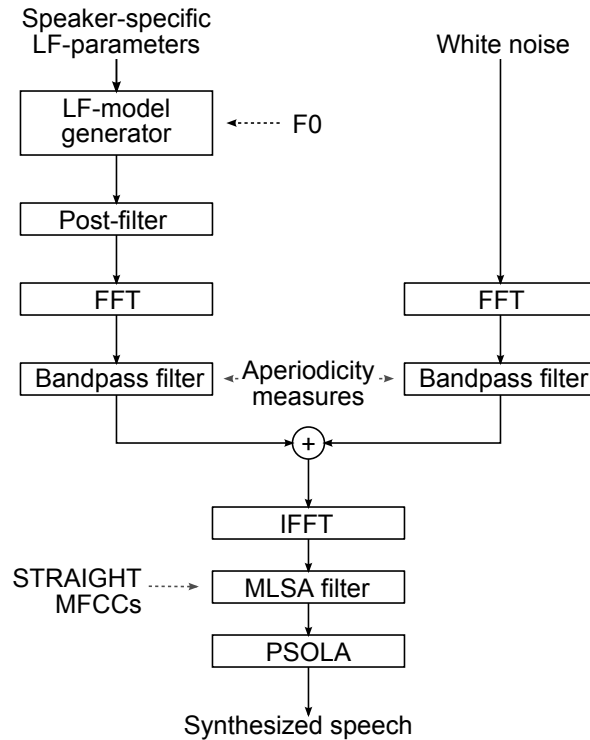 Speaker-specific
LF-parameters
White noise
LF-model
generator
F0
Post-filter
FFT
FFT
Bandpass filter
Aperiodicity
measures
Bandpass filter
+
IFFT
STRAIGHT
MFCCs
MLSA filter
PSOLA
Synthesized speech